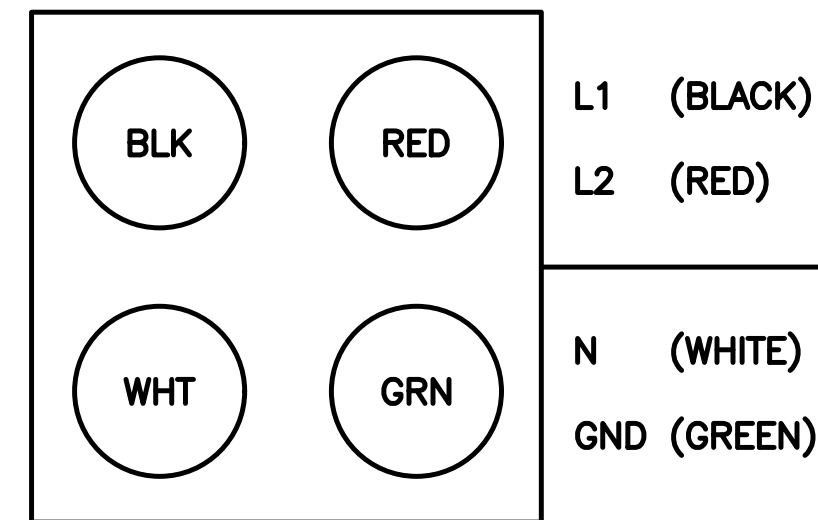 BLK RED
WHT GRN
L1 (BLACK)
L2 (RED)
N (WHITE)
GND (GREEN)